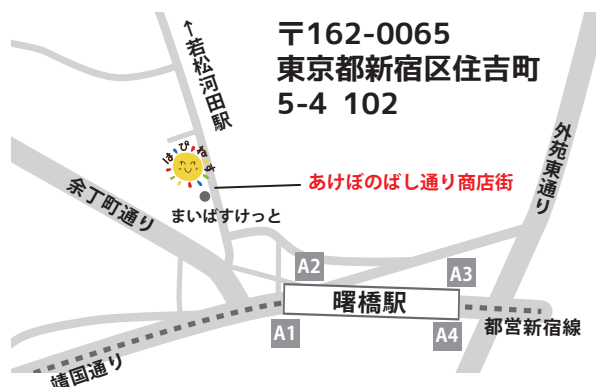 〒162-0065
東京都新宿区住吉町
5-4 102
↑若松河田駅
はぴねす
あけぼのばし通り商店街
まいばすけっと
余丁町通り
外苑東通り
A2
A3
曙橋駅
A1
A4
都営新宿線
靖国通り